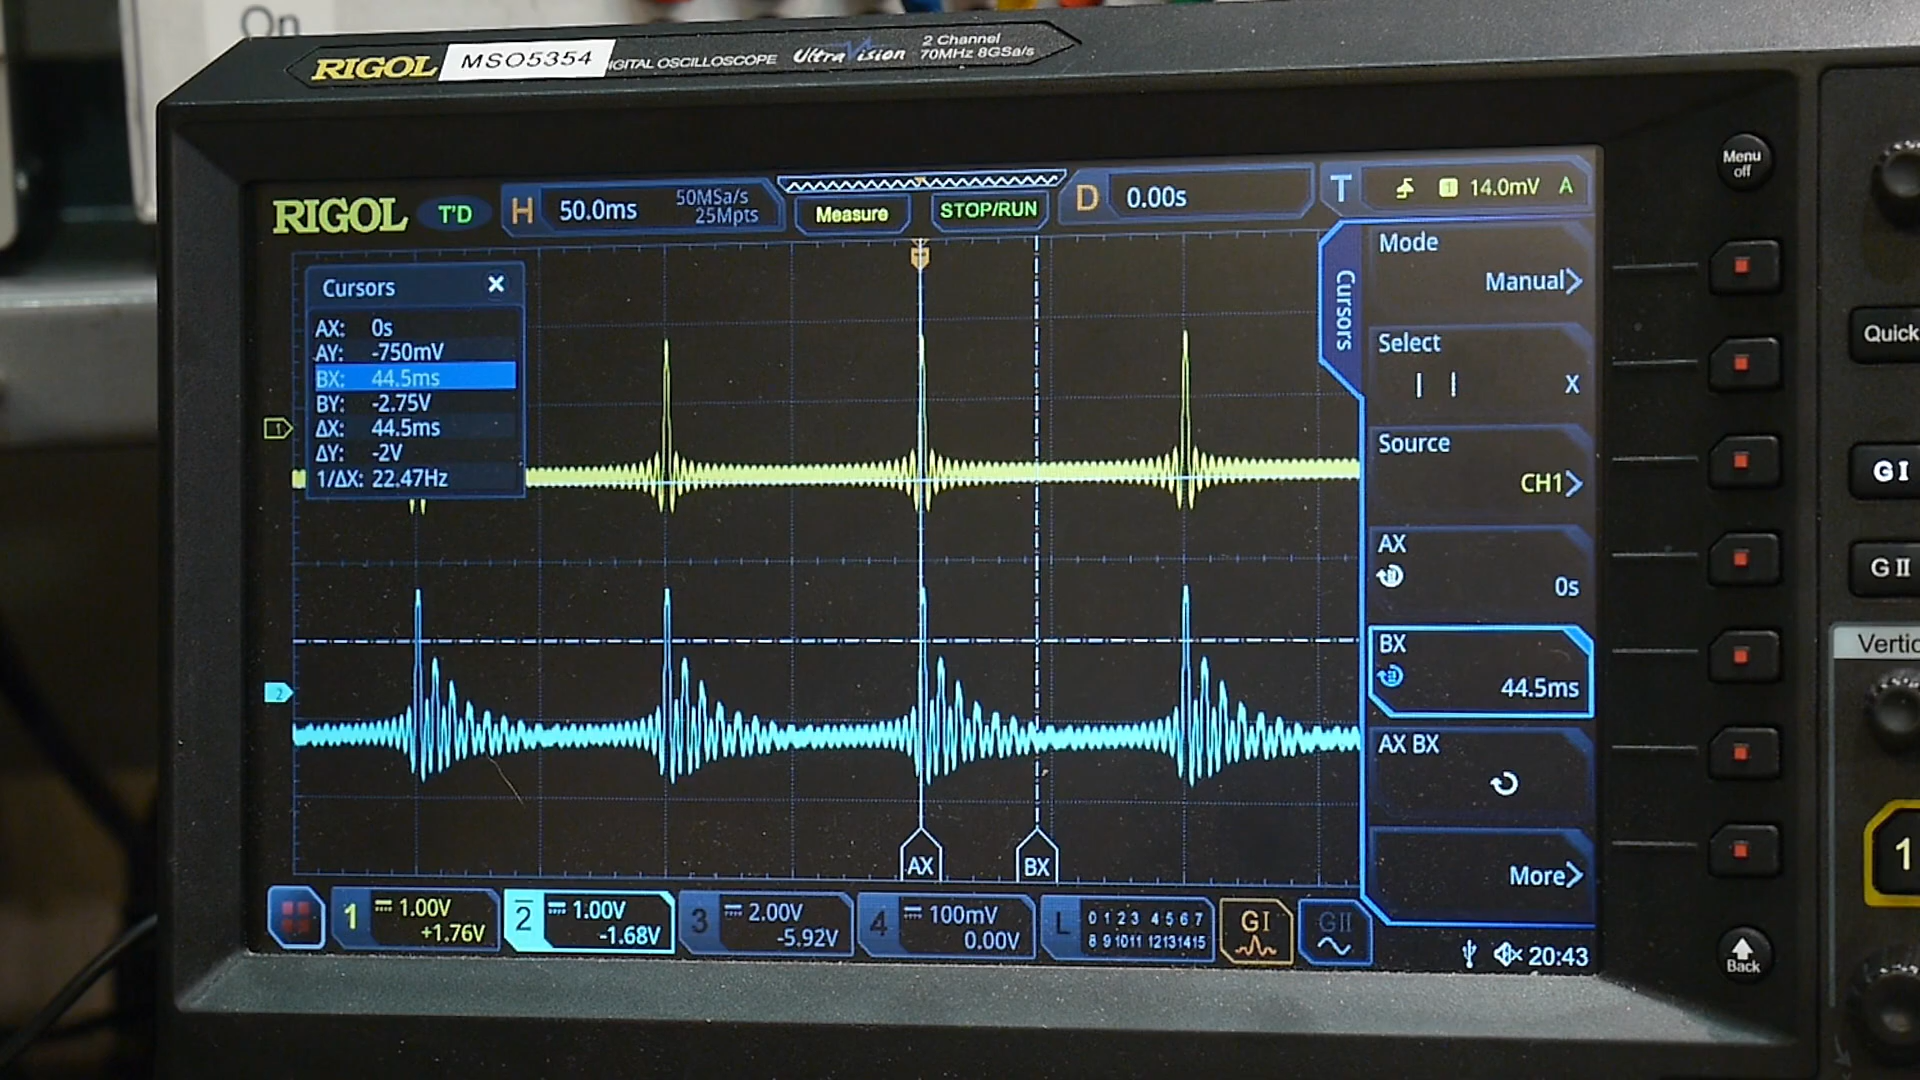 On
RIGOL MSO5354 IGITAL OSCILLOSCOPE UltraVision 2 Channel
70MHz 8GSa/s
RIGOL T'D H 50.0ms 50MSa/s
25Mpts
Measure STOP/RUN D 0.00s T 1 14.0mV A
Cursors
AX: 0s
AY: -750mV
BX: 44.5ms
BY: -2.75V
ΔX: 44.5ms
ΔY: -2V
1/ΔX: 22.47Hz
1
2
AX BX
Cursors
Mode
Manual
Select
X
Source
CH1
AX
0s
BX
44.5ms
AX BX
More
1 1.00V
+1.76V
2 1.00V
-1.68V
3 2.00V
-5.92V
4 100mV
0.00V
L 0 1 2 3 4 5 6 7
8 9 10 11 12 13 14 15
GI
GII
20:43
Menu
off
Back
Quick
G I
G II
1